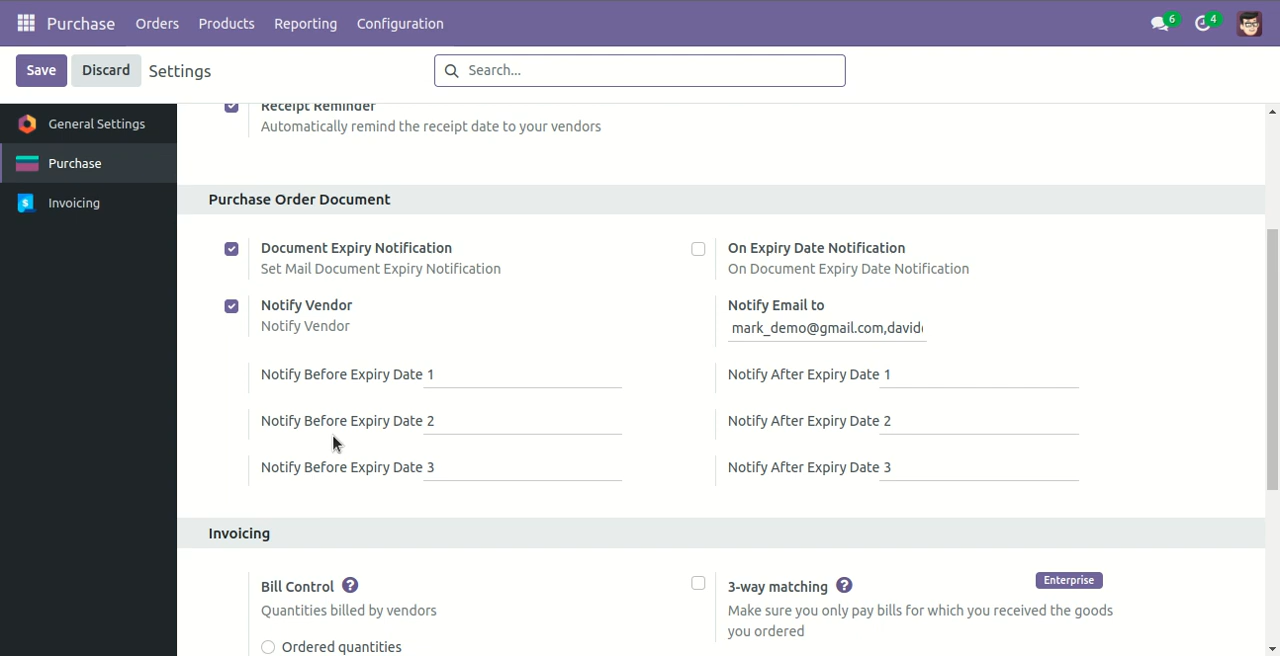 Purchase Orders Products Reporting Configuration 6 4
Save Discard Settings Search...
General Settings
Purchase
Invoicing
Receipt Reminder
Automatically remind the receipt date to your vendors
Purchase Order Document
Document Expiry Notification
Set Mail Document Expiry Notification
On Expiry Date Notification
On Document Expiry Date Notification
Notify Vendor
Notify Vendor
Notify Email to
mark_demo@gmail.com,david
Notify Before Expiry Date 1
Notify After Expiry Date 1
Notify Before Expiry Date 2
Notify After Expiry Date 2
Notify Before Expiry Date 3
Notify After Expiry Date 3
Invoicing
Bill Control ?
Quantities billed by vendors
Ordered quantities
3-way matching ? Enterprise
Make sure you only pay bills for which you received the goods
you ordered